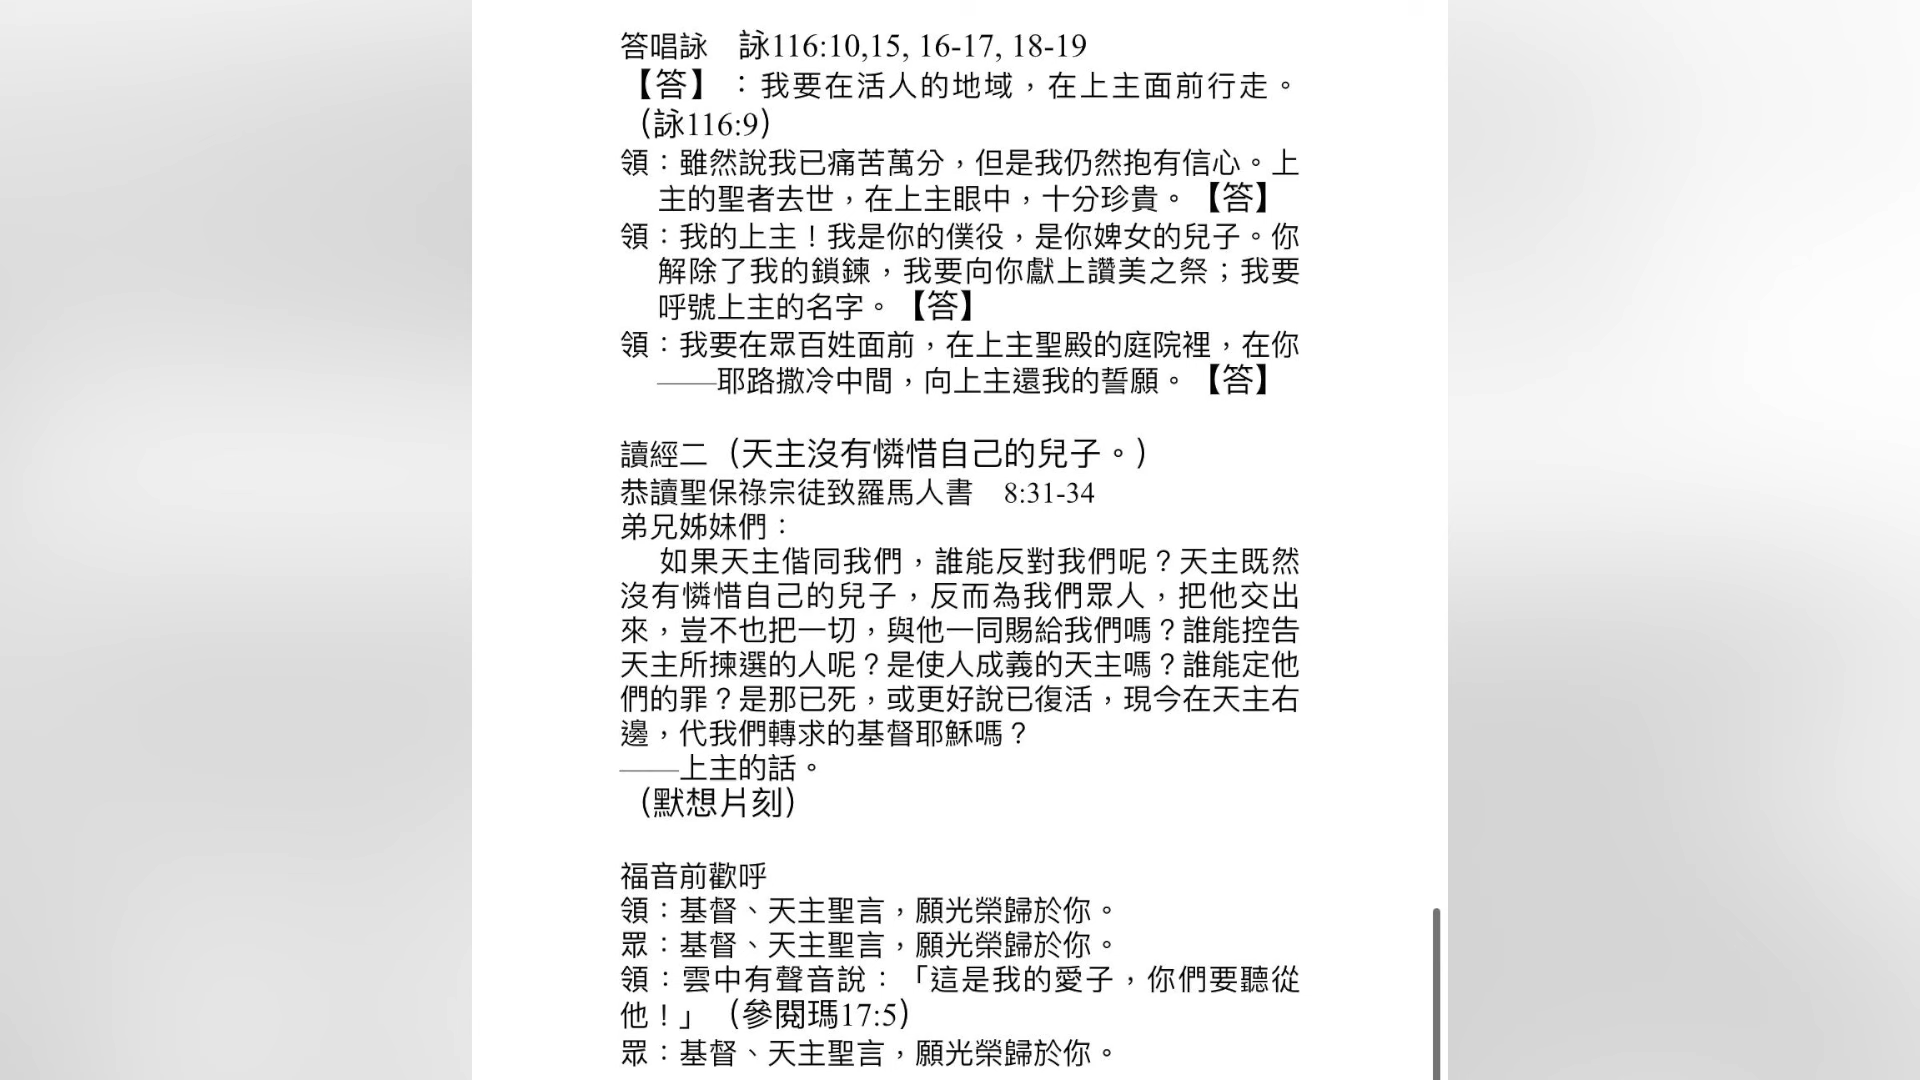 答唱詠　詠116:10,15, 16-17, 18-19
【答】：我要在活人的地域，在上主面前行走。
（詠116:9）
領：雖然說我已痛苦萬分，但是我仍然抱有信心。上
主的聖者去世，在上主眼中，十分珍貴。【答】
領：我的上主！我是你的僕役，是你婢女的兒子。你
解除了我的鎖鍊，我要向你獻上讚美之祭；我要
呼號上主的名字。【答】
領：我要在眾百姓面前，在上主聖殿的庭院裡，在你
——耶路撒冷中間，向上主還我的誓願。【答】
讀經二（天主沒有憐惜自己的兒子。）
恭讀聖保祿宗徒致羅馬人書　8:31-34
弟兄姊妹們：
如果天主偕同我們，誰能反對我們呢？天主既然
沒有憐惜自己的兒子，反而為我們眾人，把他交出
來，豈不也把一切，與他一同賜給我們嗎？誰能控告
天主所揀選的人呢？是使人成義的天主嗎？誰能定他
們的罪？是那已死，或更好說已復活，現今在天主右
邊，代我們轉求的基督耶穌嗎？
——上主的話。
（默想片刻）
福音前歡呼
領：基督、天主聖言，願光榮歸於你。
眾：基督、天主聖言，願光榮歸於你。
領：雲中有聲音說：「這是我的愛子，你們要聽從
他！」（參閱瑪17:5）
眾：基督、天主聖言，願光榮歸於你。